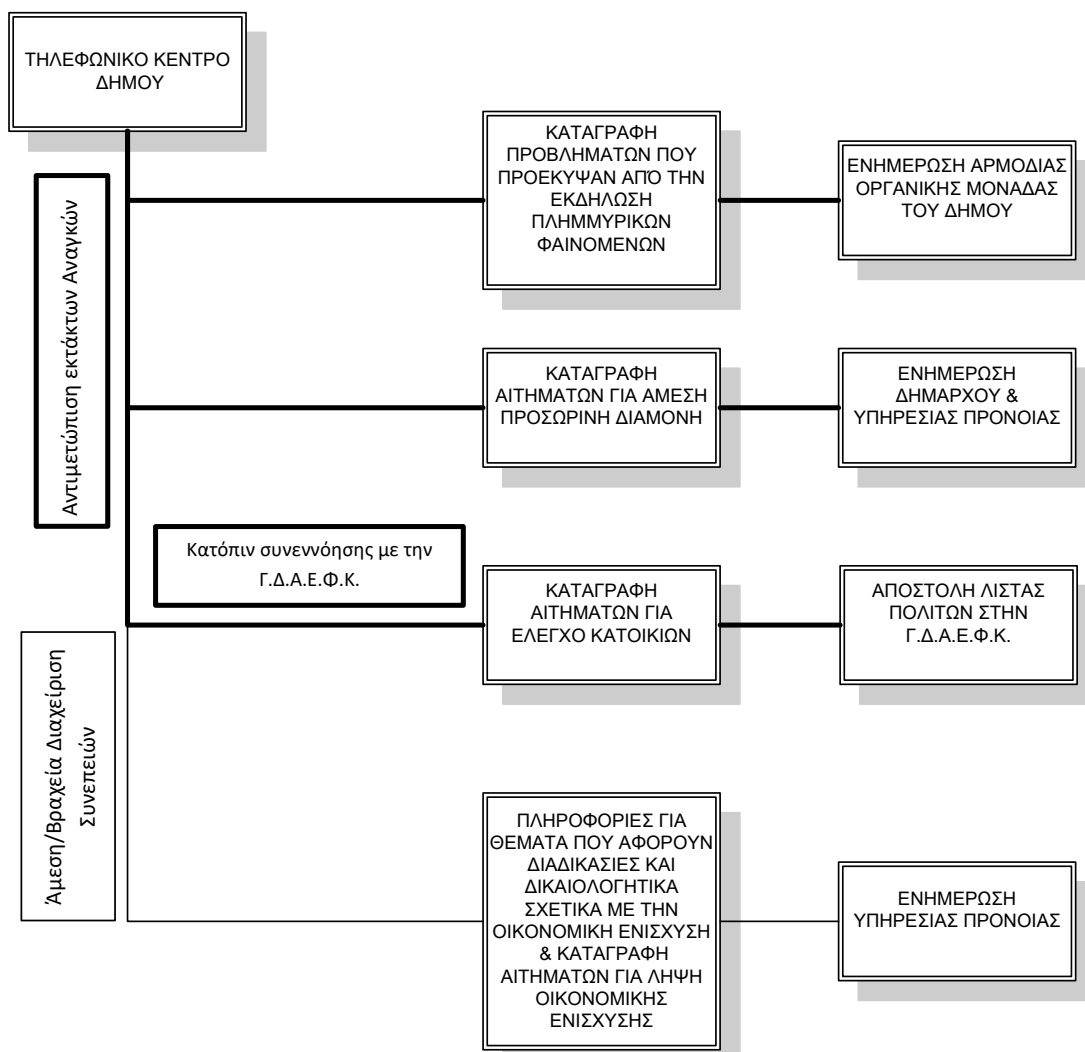 ΤΗΛΕΦΩΝΙΚΟ ΚΕΝΤΡΟ
ΔΗΜΟΥ
Αντιμετώπιση εκτάκτων Αναγκών
ΚΑΤΑΓΡΑΦΗ
ΠΡΟΒΛΗΜΑΤΩΝ ΠΟΥ
ΠΡΟΕΚΥΨΑΝ ΑΠΌ ΤΗΝ
ΕΚΔΗΛΩΣΗ
ΠΛΗΜΜΥΡΙΚΩΝ
ΦΑΙΝΟΜΕΝΩΝ
ΕΝΗΜΕΡΩΣΗ ΑΡΜΟΔΙΑΣ
ΟΡΓΑΝΙΚΗΣ ΜΟΝΑΔΑΣ
ΤΟΥ ΔΗΜΟΥ
ΚΑΤΑΓΡΑΦΗ
ΑΙΤΗΜΑΤΩΝ ΓΙΑ ΑΜΕΣΗ
ΠΡΟΣΩΡΙΝΗ ΔΙΑΜΟΝΗ
ΕΝΗΜΕΡΩΣΗ
ΔΗΜΑΡΧΟΥ &
ΥΠΗΡΕΣΙΑΣ ΠΡΟΝΟΙΑΣ
Κατόπιν συνεννόησης με την
Γ.Δ.Α.Ε.Φ.Κ.
ΚΑΤΑΓΡΑΦΗ
ΑΙΤΗΜΑΤΩΝ ΓΙΑ
ΕΛΕΓΧΟ ΚΑΤΟΙΚΙΩΝ
ΑΠΟΣΤΟΛΗ ΛΙΣΤΑΣ
ΠΟΛΙΤΩΝ ΣΤΗΝ
Γ.Δ.Α.Ε.Φ.Κ.
Άμεση/Βραχεία Διαχείριση
Συνεπειών
ΠΛΗΡΟΦΟΡΙΕΣ ΓΙΑ
ΘΕΜΑΤΑ ΠΟΥ ΑΦΟΡΟΥΝ
ΔΙΑΔΙΚΑΣΙΕΣ ΚΑΙ
ΔΙΚΑΙΟΛΟΓΗΤΙΚΑ
ΣΧΕΤΙΚΑ ΜΕ ΤΗΝ
ΟΙΚΟΝΟΜΙΚΗ ΕΝΙΣΧΥΣΗ
& ΚΑΤΑΓΡΑΦΗ
ΑΙΤΗΜΑΤΩΝ ΓΙΑ ΛΗΨΗ
ΟΙΚΟΝΟΜΙΚΗΣ
ΕΝΙΣΧΥΣΗΣ
ΕΝΗΜΕΡΩΣΗ
ΥΠΗΡΕΣΙΑΣ ΠΡΟΝΟΙΑΣ